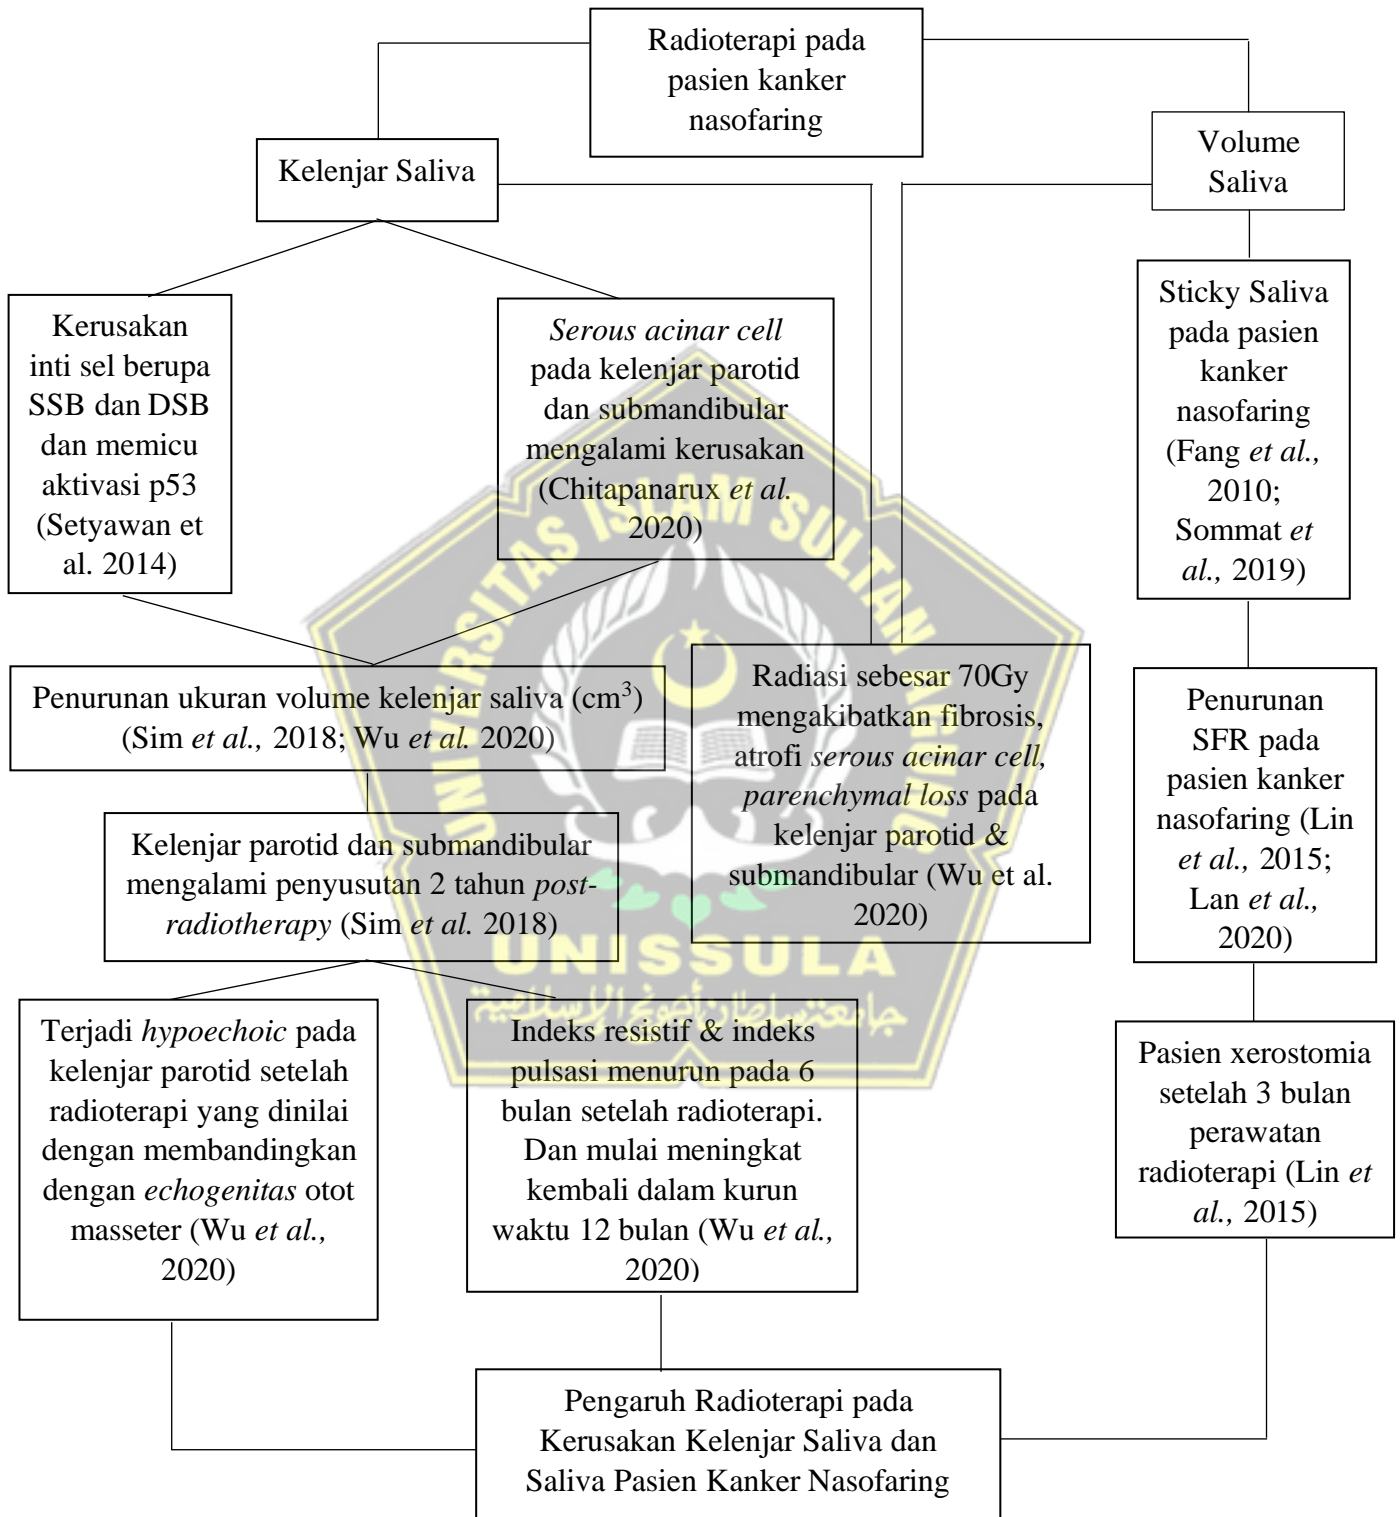 Radioterapi pada
pasien kanker
nasofaring
Kelenjar Saliva
Volume
Saliva
Kerusakan
inti sel berupa
SSB dan DSB
dan memicu
aktivasi p53
(Setyawan et
al. 2014)
Serous acinar cell
pada kelenjar parotid
dan submandibular
mengalami kerusakan
(Chitapanarux et al.
2020)
Sticky Saliva
pada pasien
kanker
nasofaring
(Fang et al.,
2010;
Sommat et
al., 2019)
Penurunan ukuran volume kelenjar saliva (cm³)
(Sim et al., 2018; Wu et al. 2020)
Radiasi sebesar 70Gy
mengakibatkan fibrosis,
atrofi serous acinar cell,
parenchymal loss pada
kelenjar parotid &
submandibular (Wu et al.
2020)
Penurunan
SFR pada
pasien kanker
nasofaring (Lin
et al., 2015;
Lan et al.,
2020)
Kelenjar parotid dan submandibular
mengalami penyusutan 2 tahun post-
radiotherapy (Sim et al. 2018)
Terjadi hypoechoic pada
kelenjar parotid setelah
radioterapi yang dinilai
dengan membandingkan
dengan echogenitas otot
masseter (Wu et al.,
2020)
Indeks resistif & indeks
pulsasi menurun pada 6
bulan setelah radioterapi.
Dan mulai meningkat
kembali dalam kurun
waktu 12 bulan (Wu et al.,
2020)
Pasien xerostomia
setelah 3 bulan
perawatan
radioterapi (Lin et
al., 2015)
Pengaruh Radioterapi pada
Kerusakan Kelenjar Saliva dan
Saliva Pasien Kanker Nasofaring
UNIVERSITAS ISLAM SULTAN AGUNG
UNISSULA
جامعة سلطان أجونج الإسلامية